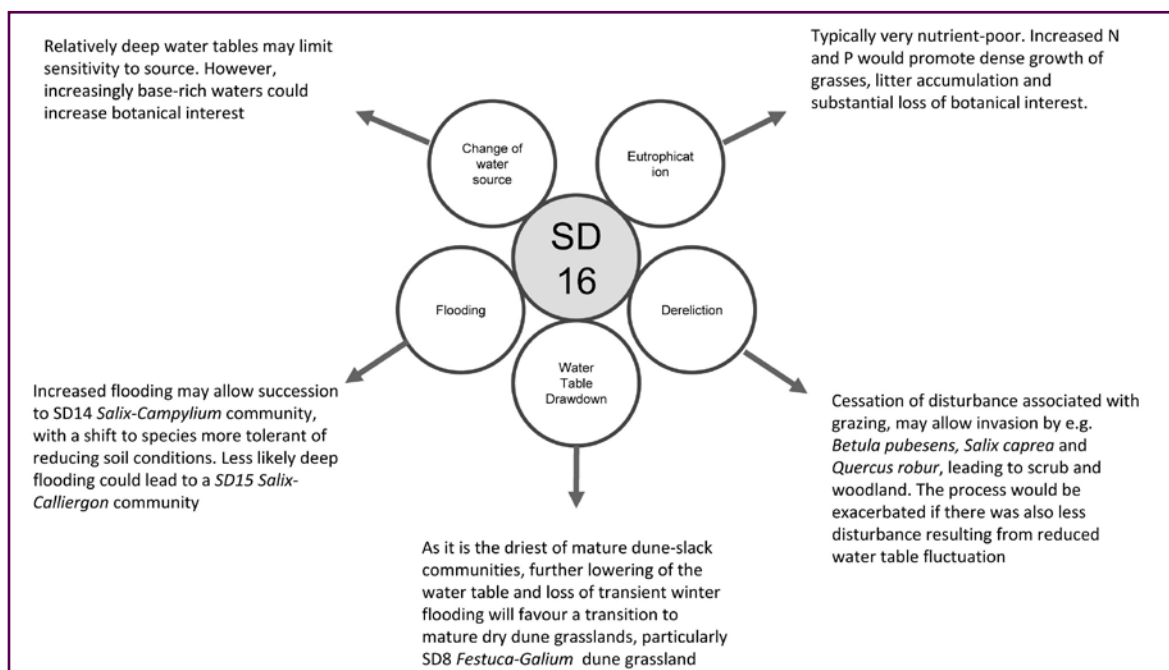 Relatively deep water tables may limit
sensitivity to source. However,
increasingly base-rich waters could
increase botanical interest
Typically very nutrient-poor. Increased N
and P would promote dense growth of
grasses, litter accumulation and
substantial loss of botanical interest.
Change of
water
source
Eutrophicat
ion
SD
16
Flooding
Dereliction
Water
Table
Drawdown
Increased flooding may allow succession
to SD14 Salix-Campylium community,
with a shift to species more tolerant of
reducing soil conditions. Less likely deep
flooding could lead to a SD15 Salix-
Calliergon community
Cessation of disturbance associated with
grazing, may allow invasion by e.g.
Betula pubesens, Salix caprea and
Quercus robur, leading to scrub and
woodland. The process would be
exacerbated if there was also less
disturbance resulting from reduced
water table fluctuation
As it is the driest of mature dune-slack
communities, further lowering of the
water table and loss of transient winter
flooding will favour a transition to
mature dry dune grasslands, particularly
SD8 Festuca-Galium dune grassland